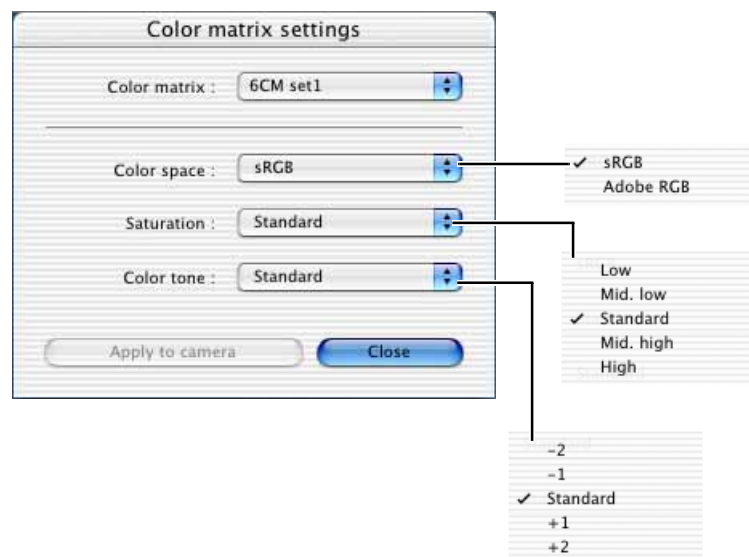 Color matrix settings
Color matrix : 6CM set1
Color space : sRGB
Saturation : Standard
Color tone : Standard
Apply to camera
Close
✓ sRGB
Adobe RGB
Low
Mid. low
✓ Standard
Mid. high
High
-2
-1
✓ Standard
+1
+2